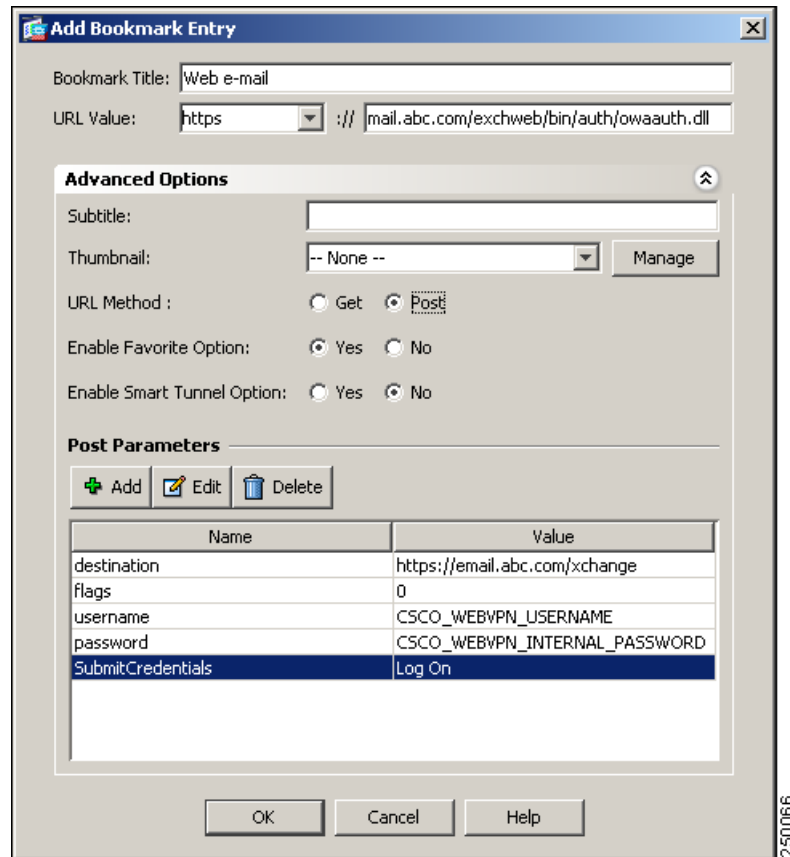 Add Bookmark Entry
Bookmark Title: Web e-mail
URL Value: https :// mail.abc.com/exchweb/bin/auth/owaauth.dll
Advanced Options
Subtitle:
Thumbnail: -- None -- Manage
URL Method : Get Post
Enable Favorite Option: Yes No
Enable Smart Tunnel Option: Yes No
Post Parameters
Add Edit Delete
Name Value
destination https://email.abc.com/xchange
flags 0
username CSCO_WEBVPN_USERNAME
password CSCO_WEBVPN_INTERNAL_PASSWORD
SubmitCredentials Log On
OK Cancel Help
250066